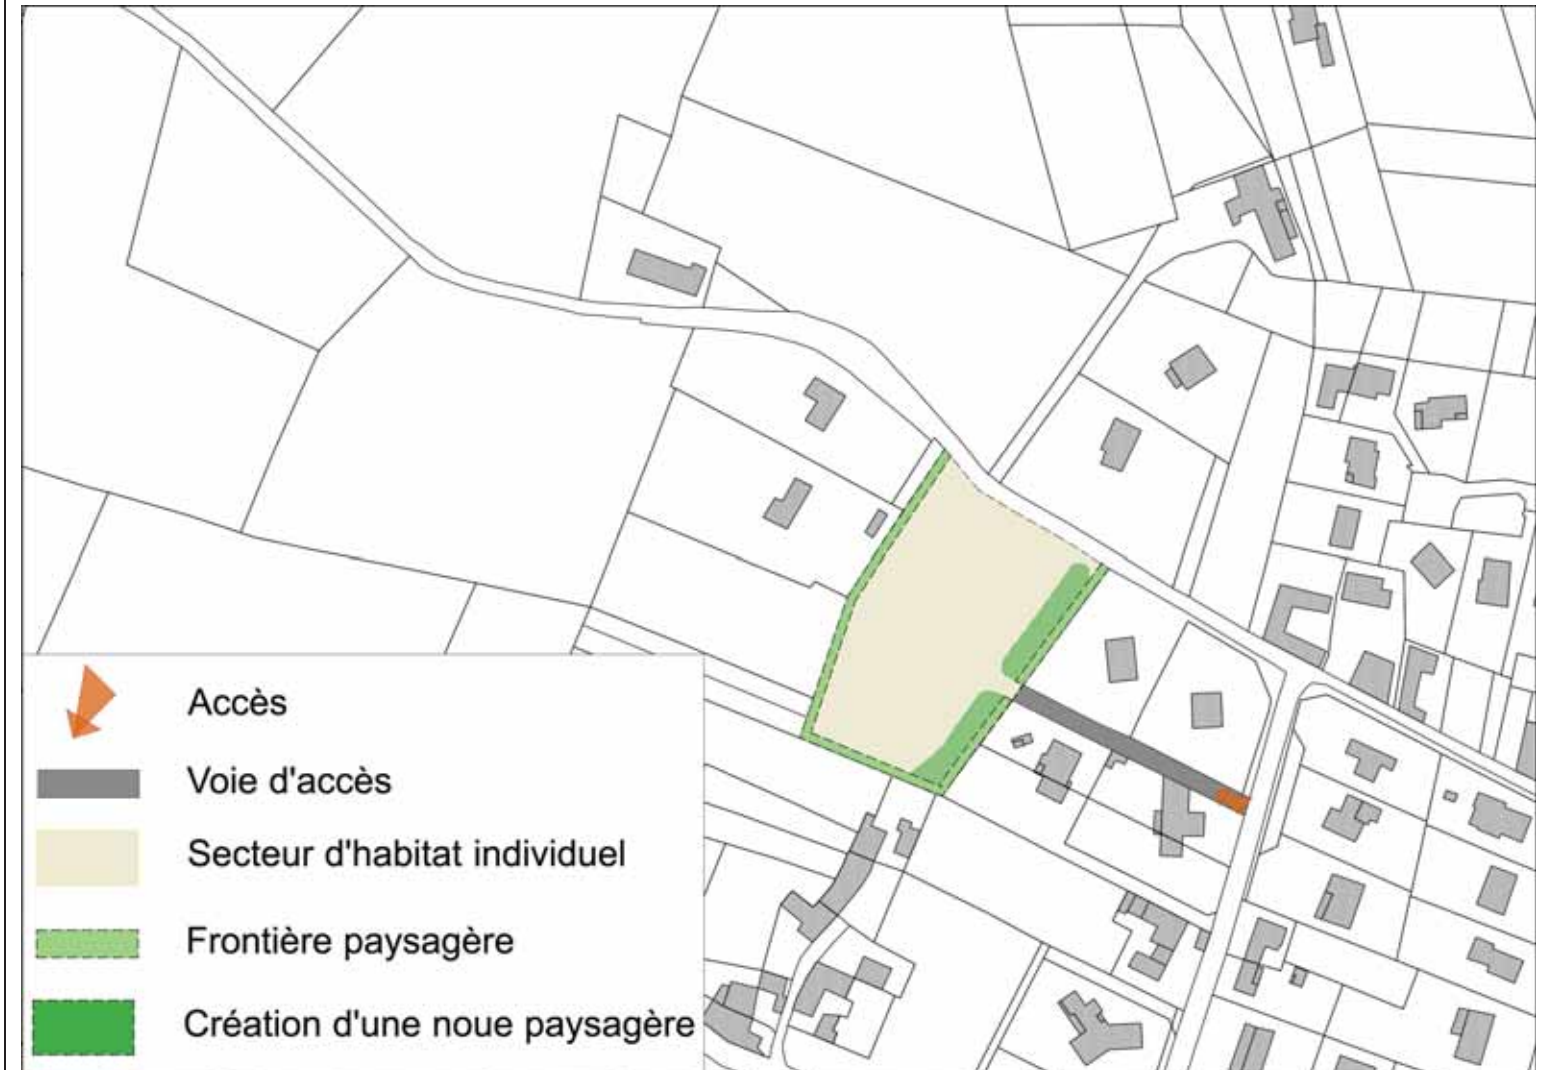 Accès
Voie d'accès
Secteur d'habitat individuel
Frontière paysagère
Création d'une noue paysagère